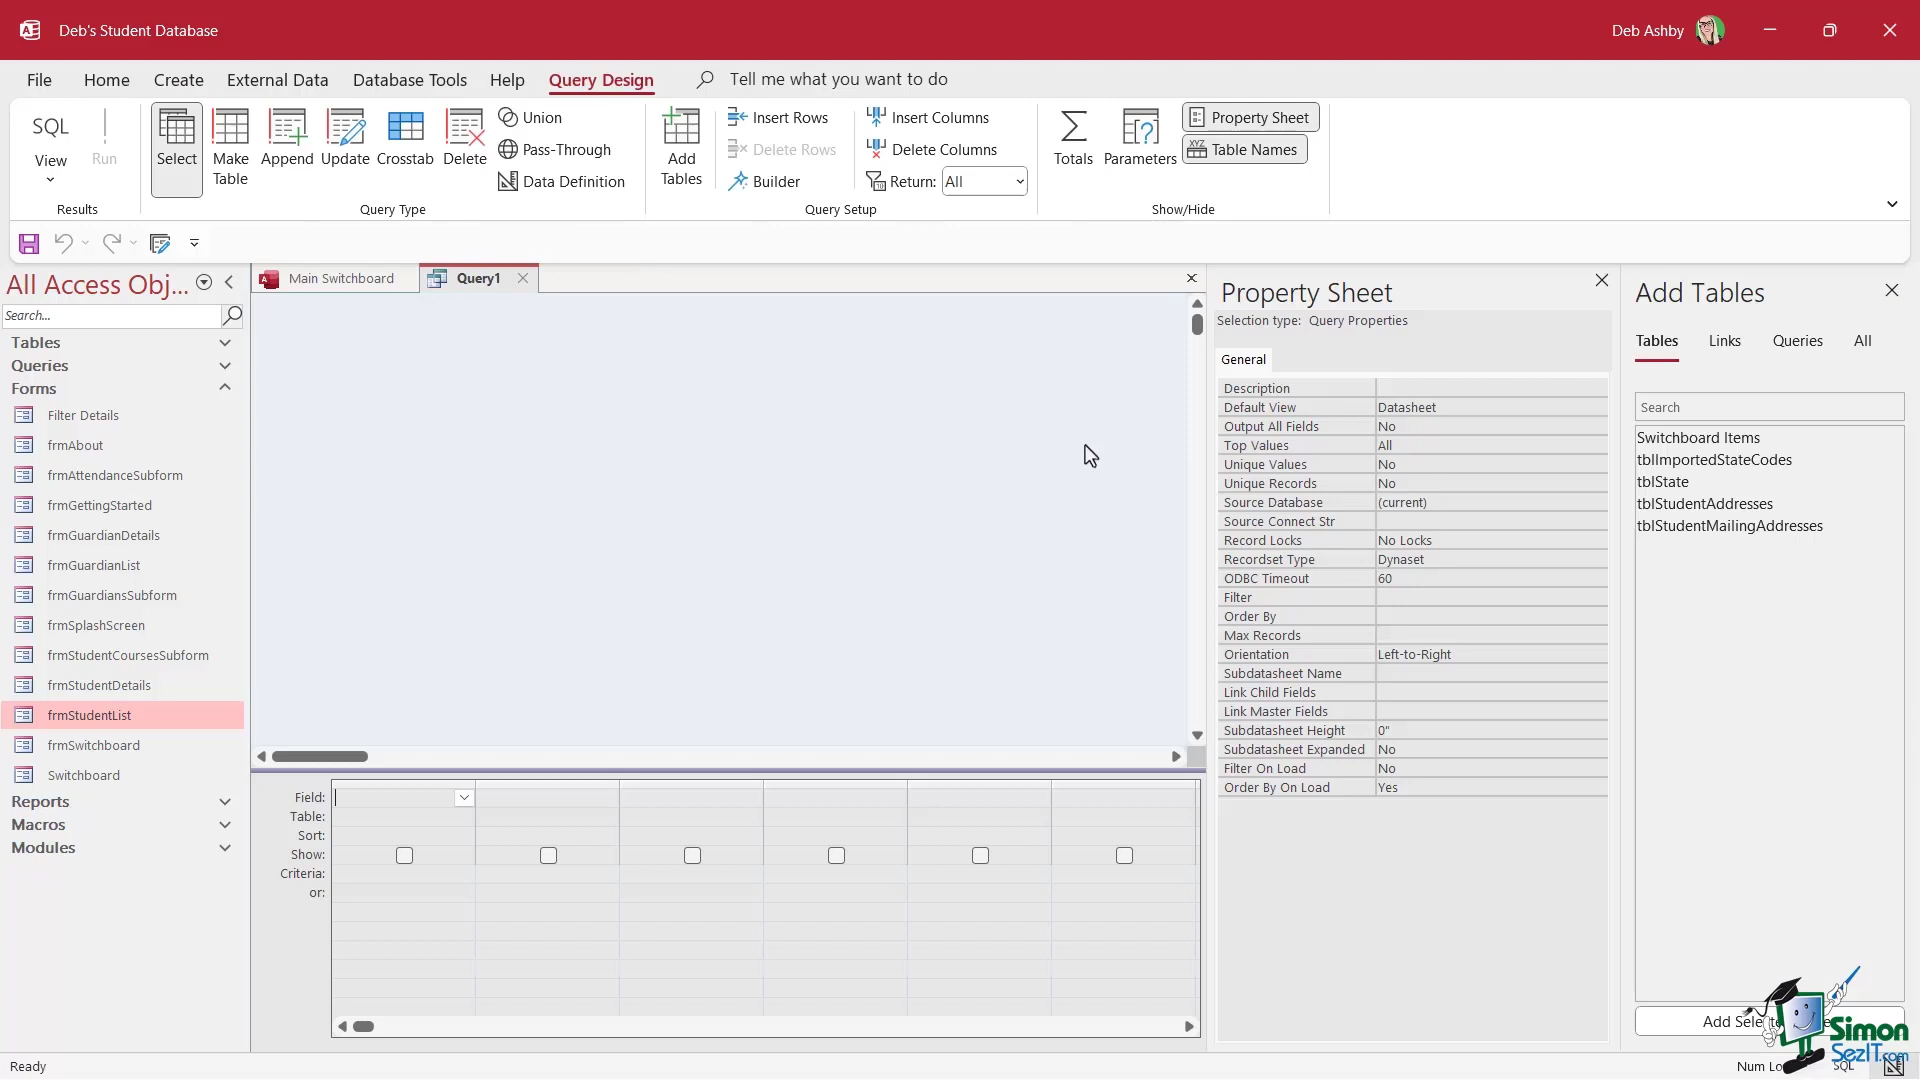 Deb's Student Database
Deb Ashby
File Home Create External Data Database Tools Help Query Design Tell me what you want to do
SQL
View
Run
Results
Select
Make Table
Append
Update
Crosstab
Delete
Union
Pass-Through
Data Definition
Query Type
Add Tables
Insert Rows
Delete Rows
Builder
Insert Columns
Delete Columns
Return: All
Query Setup
Totals
Parameters
Property Sheet
XYZ Table Names
Show/Hide
All Access Obj...
Search...
Tables
Queries
Forms
Filter Details
frmAbout
frmAttendanceSubform
frmGettingStarted
frmGuardianDetails
frmGuardianList
frmGuardiansSubform
frmSplashScreen
frmStudentCoursesSubform
frmStudentDetails
frmStudentList
frmSwitchboard
Switchboard
Reports
Macros
Modules
Main Switchboard
Query1
Field:
Table:
Sort:
Show:
Criteria:
or:
Property Sheet
Selection type: Query Properties
General
Description
Default View Datasheet
Output All Fields No
Top Values All
Unique Values No
Unique Records No
Source Database (current)
Source Connect Str
Record Locks No Locks
Recordset Type Dynaset
ODBC Timeout 60
Filter
Order By
Max Records
Orientation Left-to-Right
Subdatasheet Name
Link Child Fields
Link Master Fields
Subdatasheet Height 0"
Subdatasheet Expanded No
Filter On Load No
Order By On Load Yes
Add Tables
Tables Links Queries All
Search
Switchboard Items
tblImportedStateCodes
tblState
tblStudentAddresses
tblStudentMailingAddresses
Add
Simon
SezIT.com
Ready
Num
SQL